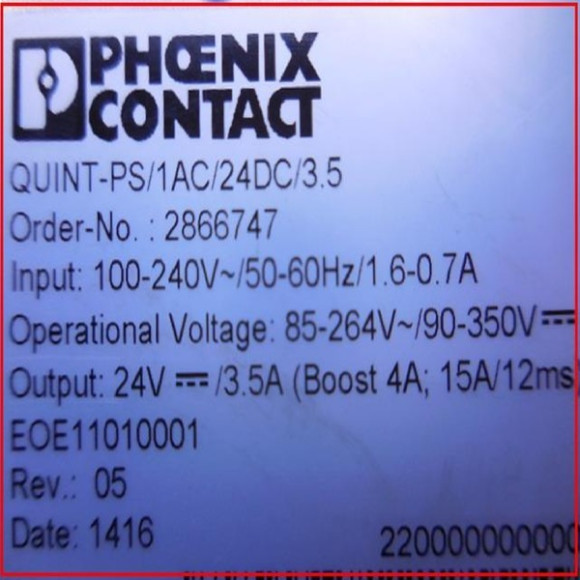 PHŒNIX
CONTACT
QUINT-PS/1AC/24DC/3.5
Order-No. : 2866747
Input: 100-240V~/50-60Hz/1.6-0.7A
Operational Voltage: 85-264V~/90-350V⎓
Output: 24V ⎓ /3.5A (Boost 4A; 15A/12ms
EOE11010001
Rev.: 05
Date: 1416